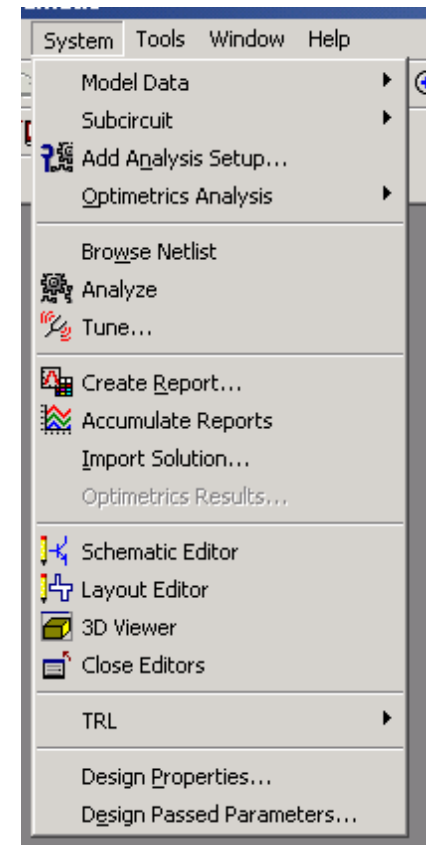 System Tools Window Help
Model Data
Subcircuit
Add Analysis Setup...
Optimetrics Analysis
Browse Netlist
Analyze
Tune...
Create Report...
Accumulate Reports
Import Solution...
Optimetrics Results...
Schematic Editor
Layout Editor
3D Viewer
Close Editors
TRL
Design Properties...
Design Passed Parameters...